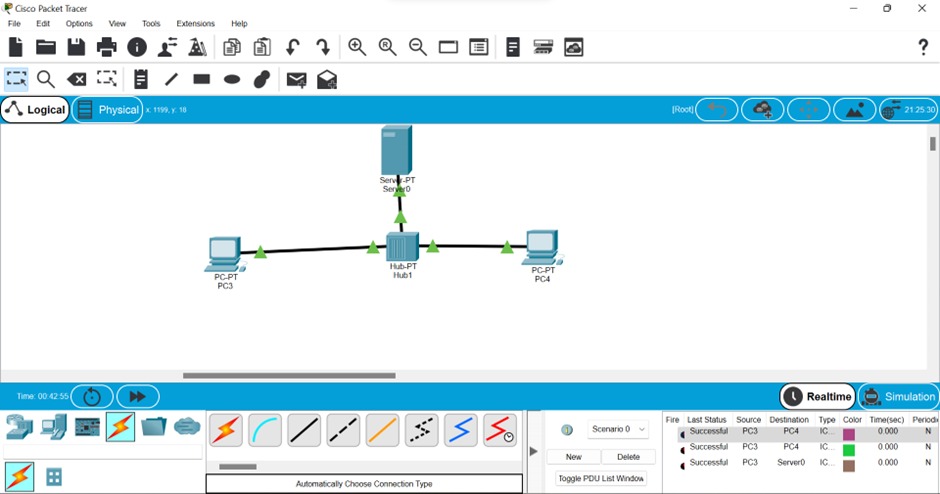 Cisco Packet Tracer
File Edit Options View Tools Extensions Help
?
Logical Physical x: 1199, y: 18 [Root] 21:25:30
Server-PT
Server0
PC-PT
PC3
Hub-PT
Hub1
PC-PT
PC4
Time: 00:42:55 Realtime Simulation
Scenario 0
New Delete
Toggle PDU List Window
Automatically Choose Connection Type
Fire Last Status Source Destination Type Color Time(sec) Periodi
Successful PC3 PC4 IC... 0.000 N
Successful PC3 PC4 IC... 0.000 N
Successful PC3 Server0 IC... 0.000 N